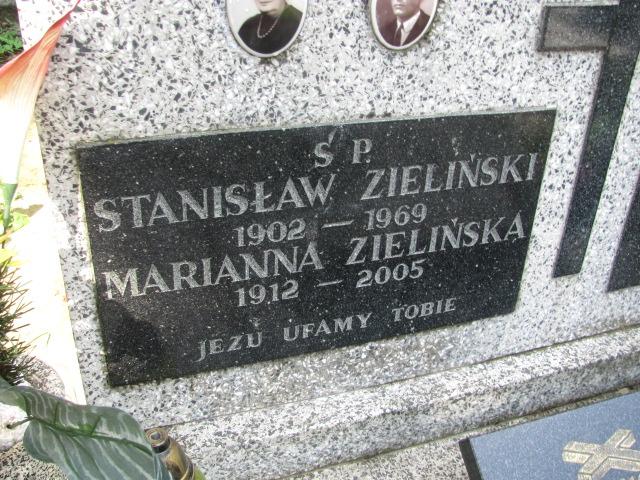 Ś P.
STANISŁAW ZIELIŃSKI
1902 — 1969
MARIANNA ZIELIŃSKA
1912 — 2005
JEZU UFAMY TOBIE